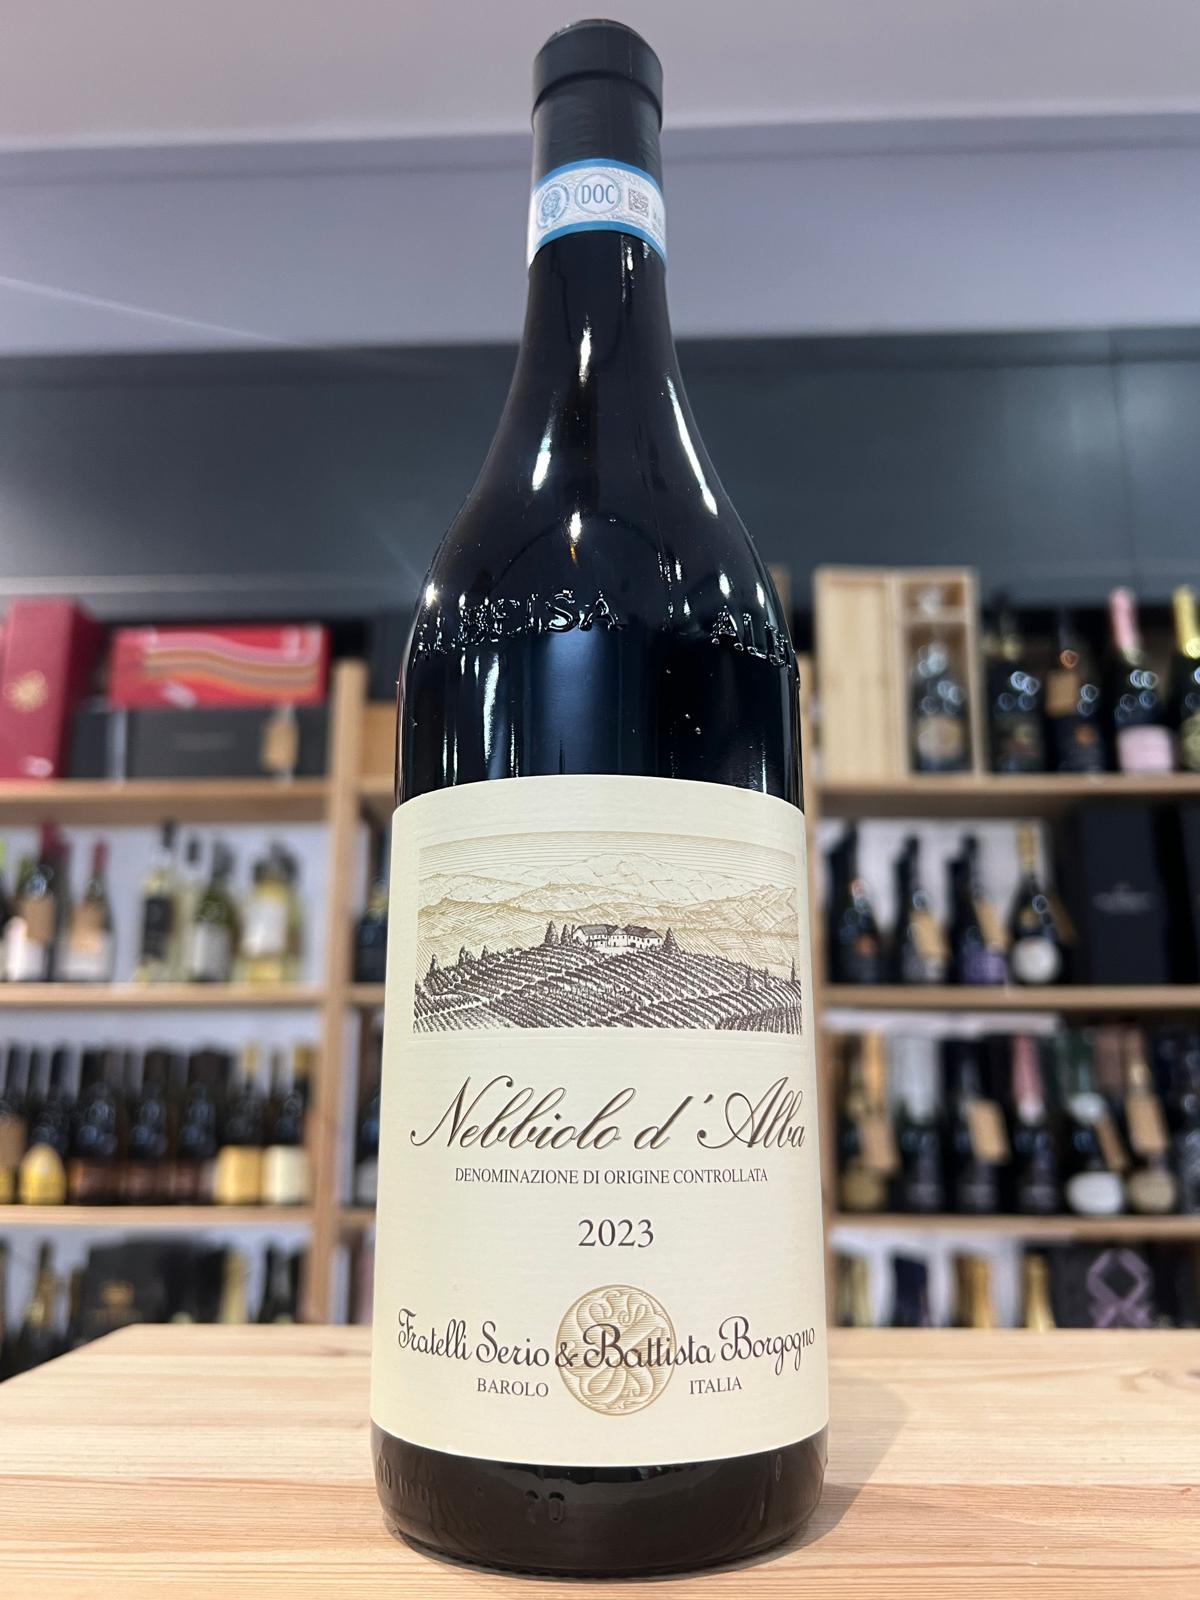 DOC
ALBEISA
Nebbiolo d'Alba
DENOMINAZIONE DI ORIGINE CONTROLLATA
2023
Fratelli Serio & Battista Borgogno
BAROLO ITALIA